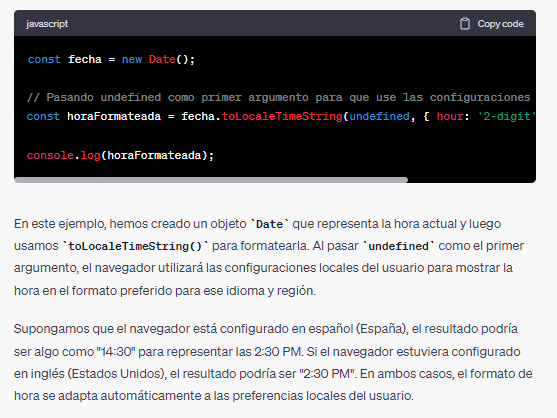 javascript
Copy code
const fecha = new Date();
// Pasando undefined como primer argumento para que use las configuraciones
const horaFormateada = fecha.toLocaleTimeString(undefined, { hour: '2-digit'
console.log(horaFormateada);
En este ejemplo, hemos creado un objeto `Date` que representa la hora actual y luego
usamos `toLocaleTimeString()` para formatearla. Al pasar `undefined` como el primer
argumento, el navegador utilizará las configuraciones locales del usuario para mostrar la
hora en el formato preferido para ese idioma y región.
Supongamos que el navegador está configurado en español (España), el resultado podría
ser algo como "14:30" para representar las 2:30 PM. Si el navegador estuviera configurado
en inglés (Estados Unidos), el resultado podría ser "2:30 PM". En ambos casos, el formato de
hora se adapta automáticamente a las preferencias locales del usuario.